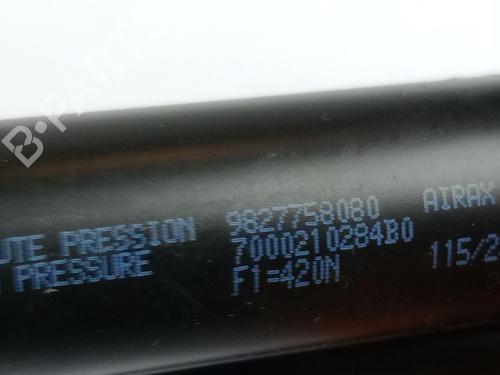 B-PARTS
UTE PRESSION 9827758080 AIRAX
PRESSURE 7000210284B0 115/2
F1=420N